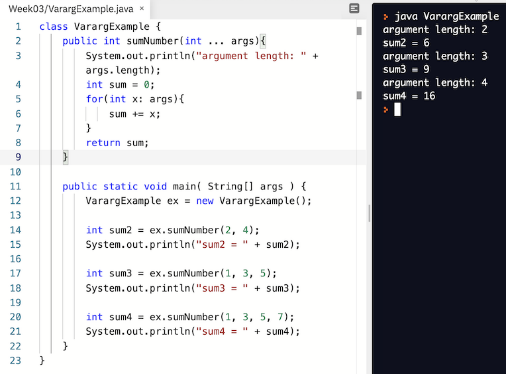 Week03/VarargExample.java ×
1 class VarargExample {
2 public int sumNumber(int ... args){
3 System.out.println("argument length: " +
args.length);
4 int sum = 0;
5 for(int x: args){
6 sum += x;
7 }
8 return sum;
9 }
10
11 public static void main( String[] args ) {
12 VarargExample ex = new VarargExample();
13
14 int sum2 = ex.sumNumber(2, 4);
15 System.out.println("sum2 = " + sum2);
16
17 int sum3 = ex.sumNumber(1, 3, 5);
18 System.out.println("sum3 = " + sum3);
19
20 int sum4 = ex.sumNumber(1, 3, 5, 7);
21 System.out.println("sum4 = " + sum4);
22 }
23 }
> java VarargExample
argument length: 2
sum2 = 6
argument length: 3
sum3 = 9
argument length: 4
sum4 = 16
>